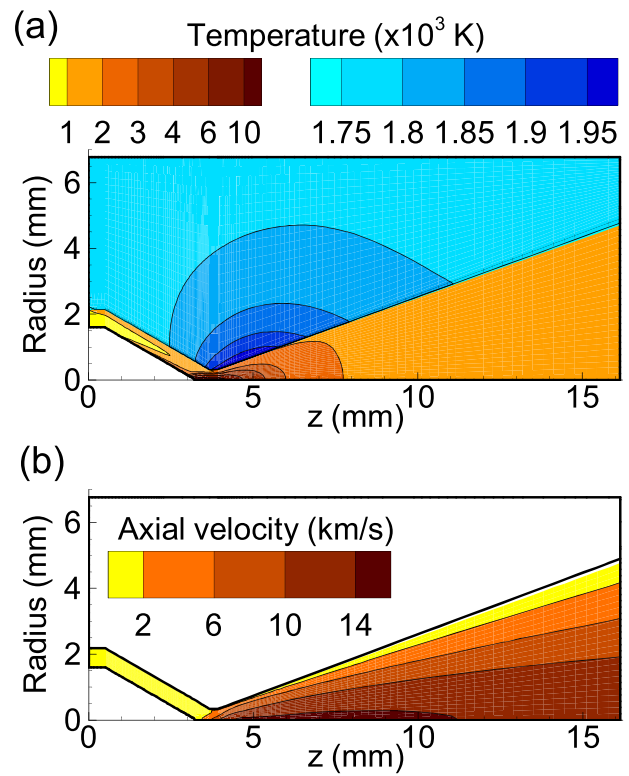 (a)
Temperature (x10³ K)
1 2 3 4 6 10
1.75 1.8 1.85 1.9 1.95
Radius (mm)
6
4
2
0
0 5 10 15
z (mm)
(b)
Axial velocity (km/s)
2 6 10 14
Radius (mm)
6
4
2
0
0 5 10 15
z (mm)